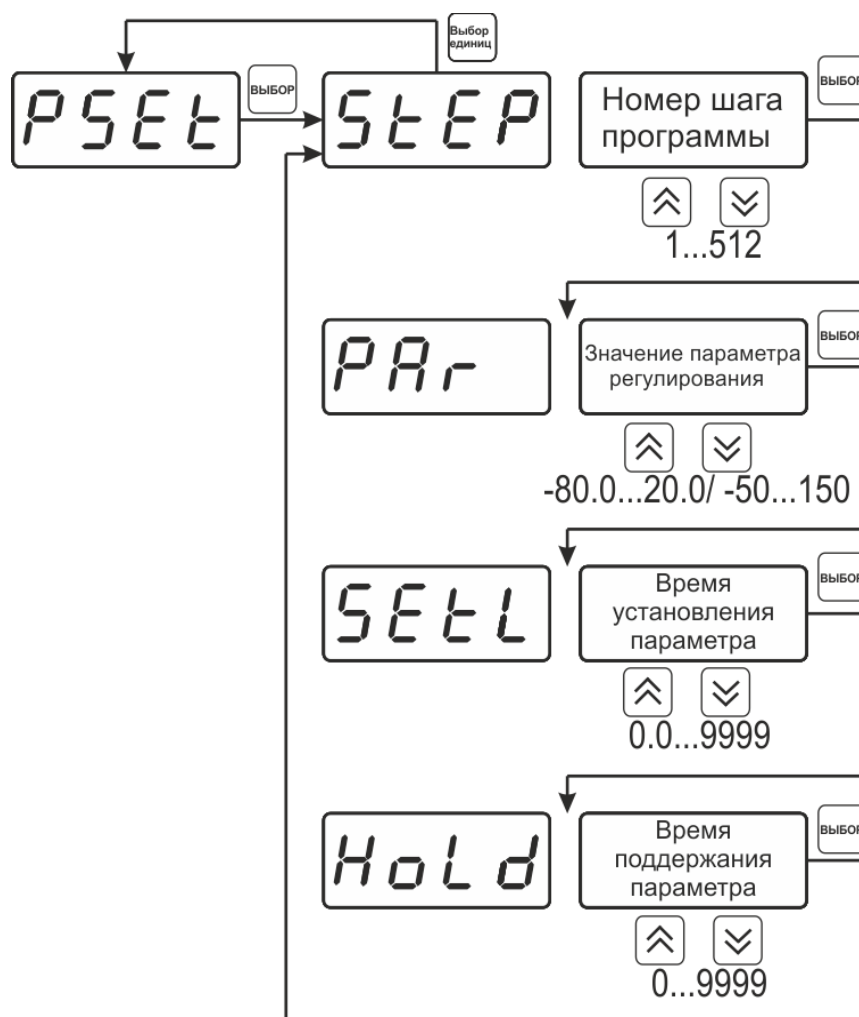 Выбор
единиц
PSEt
ВЫБОР
StEP
Номер шага
программы
ВЫБОР
1...512
PAr
Значение параметра
регулирования
ВЫБОР
-80.0...20.0/ -50...150
SEtL
Время
установления
параметра
ВЫБОР
0.0...9999
HoLd
Время
поддержания
параметра
ВЫБОР
0...9999